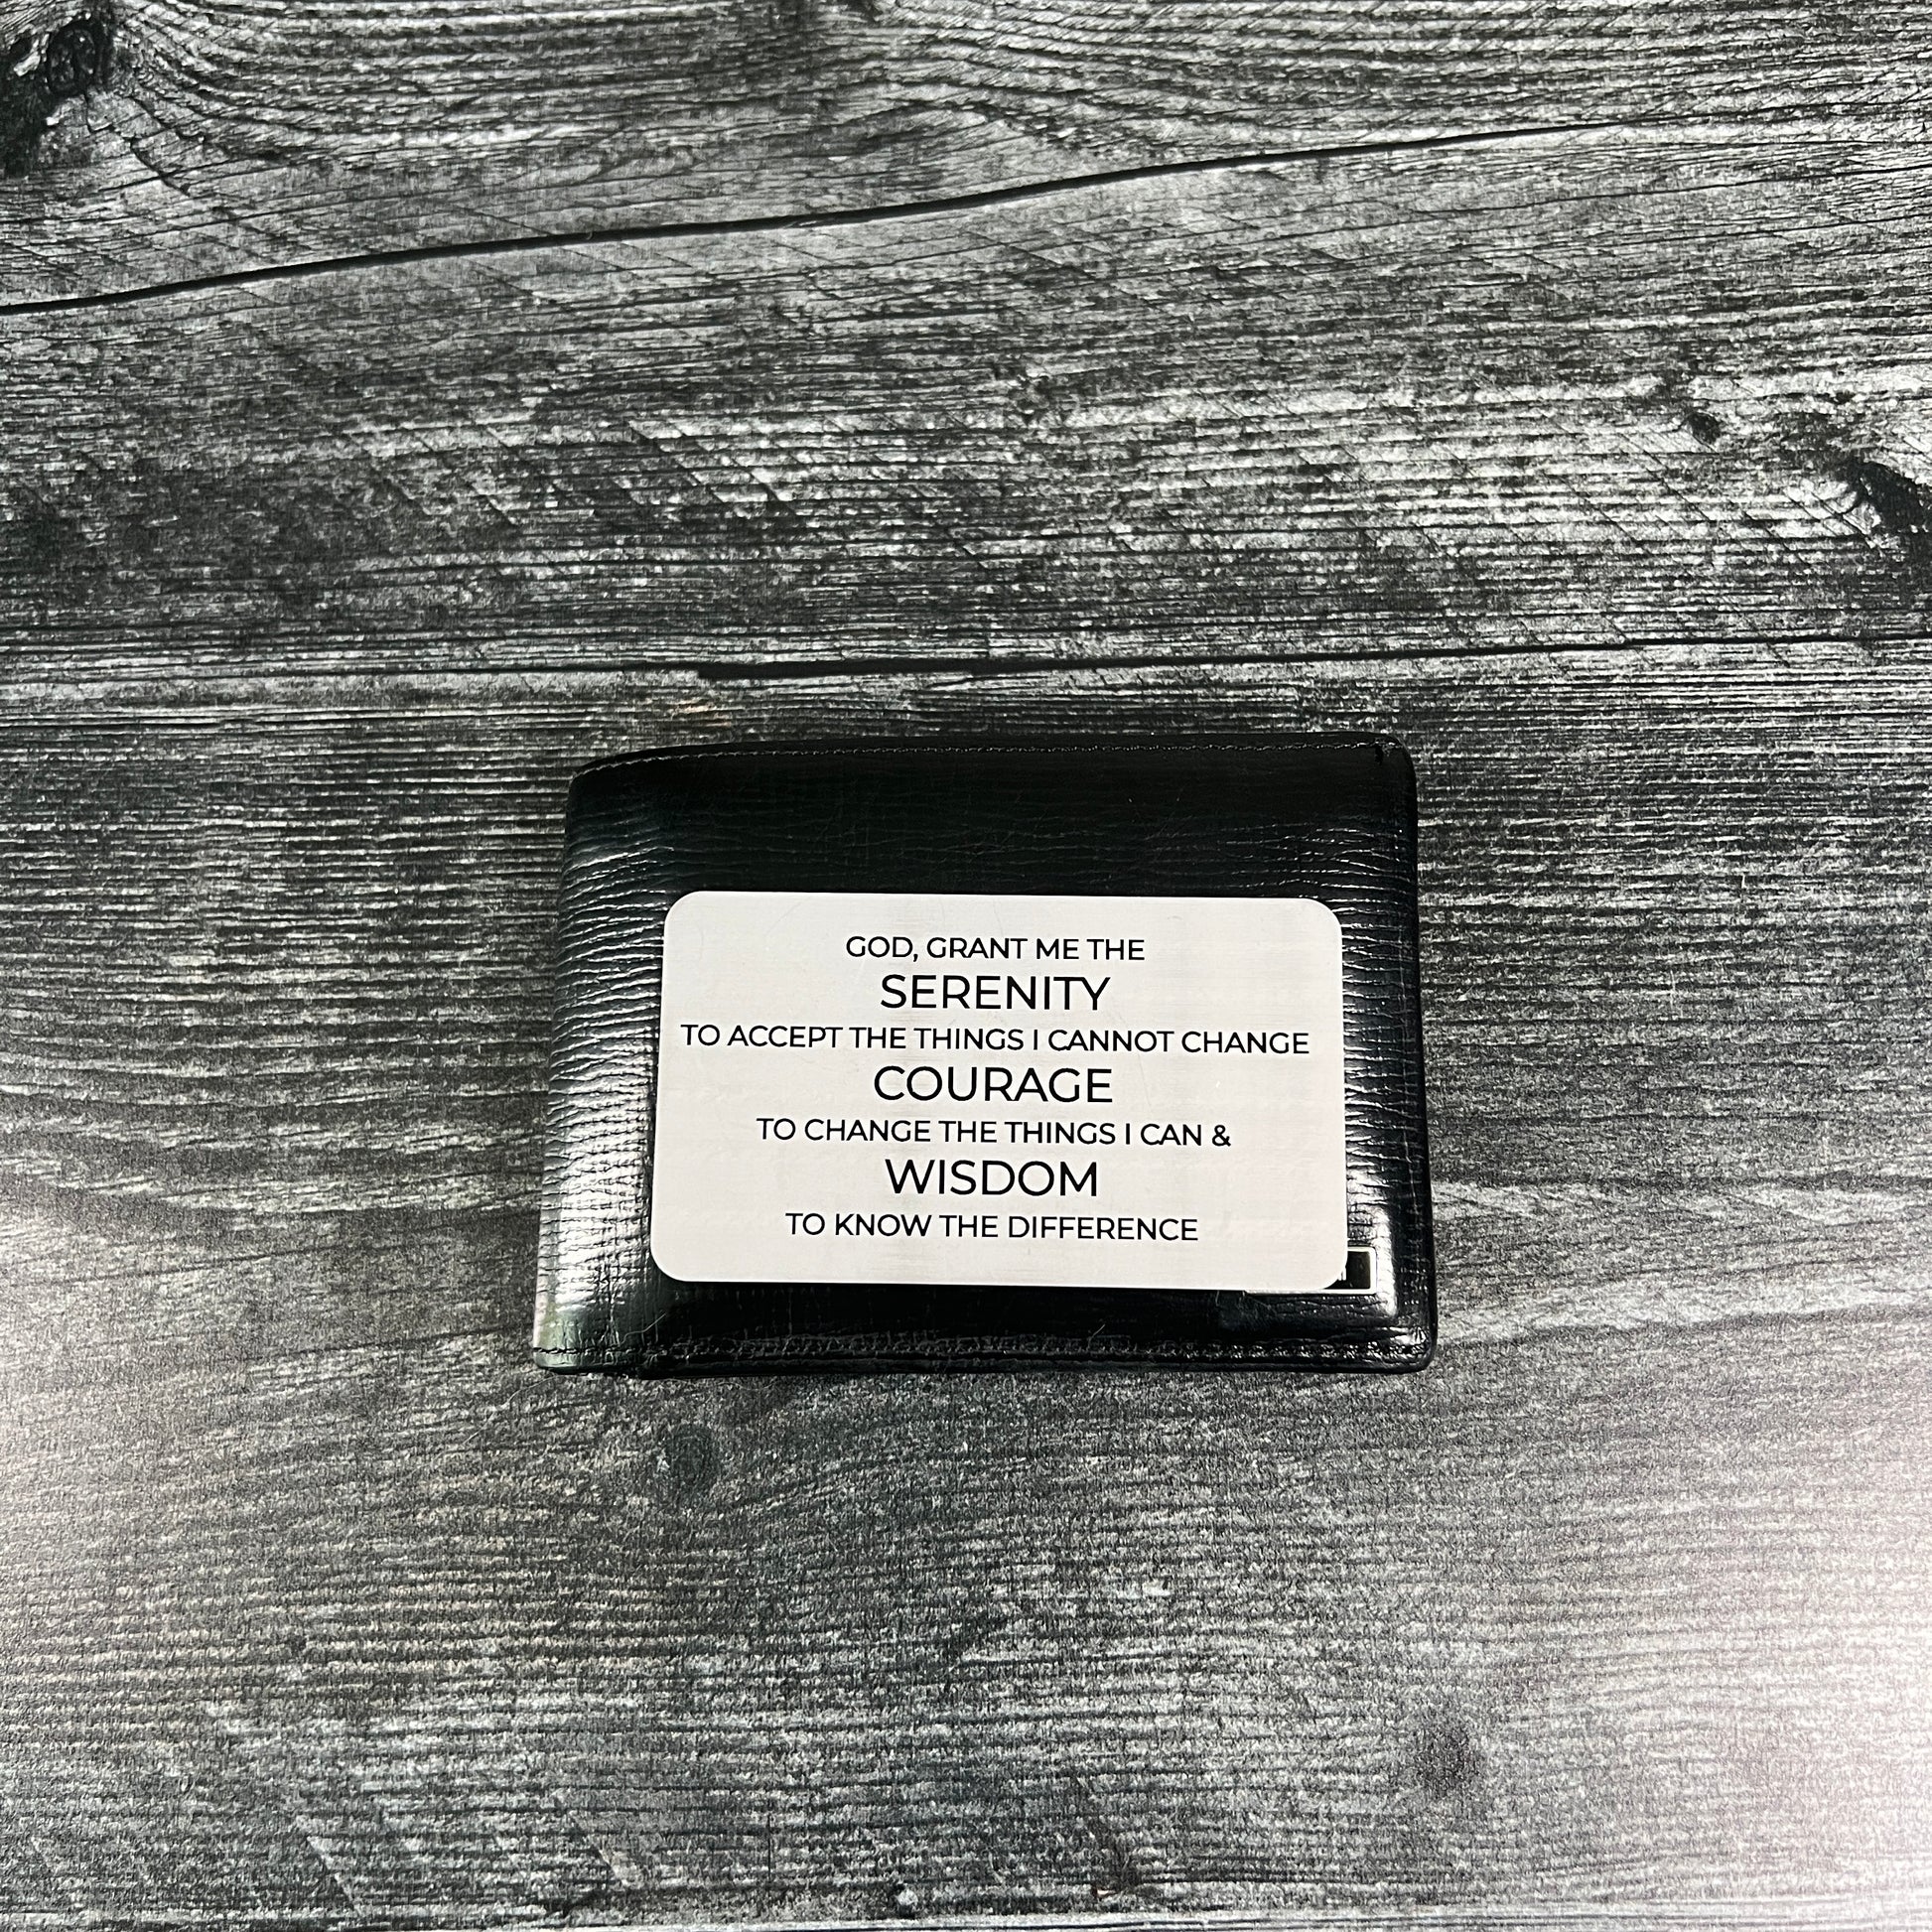 GOD, GRANT ME THE
SERENITY
TO ACCEPT THE THINGS I CANNOT CHANGE
COURAGE
TO CHANGE THE THINGS I CAN &
WISDOM
TO KNOW THE DIFFERENCE